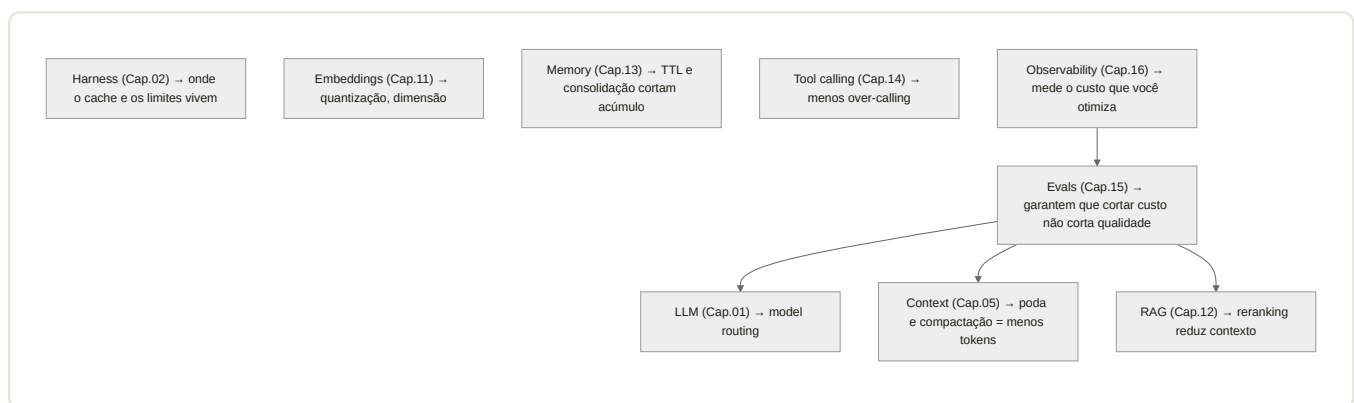 Harness (Cap.02) → onde
o cache e os limites vivem
Embeddings (Cap.11) →
quantização, dimensão
Memory (Cap.13) → TTL e
consolidação cortam
acúmulo
Tool calling (Cap.14) →
menos over-calling
Observability (Cap.16) →
mede o custo que você
otimiza
Evals (Cap.15) →
garantem que cortar custo
não corta qualidade
LLM (Cap.01) → model
routing
Context (Cap.05) → poda
e compactação = menos
tokens
RAG (Cap.12) → reranking
reduz contexto